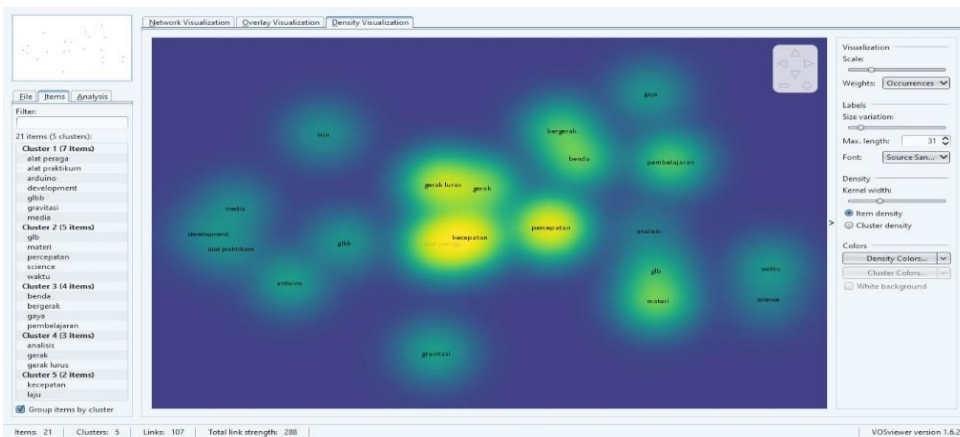 Network Visualization Overlay Visualization Density Visualization
File Items Analysis
Filter:
21 items (5 clusters):
Cluster 1 (7 items)
alat peraga
alat praktikum
arduino
development
glbb
gravitasi
media
Cluster 2 (5 items)
glb
materi
percepatan
science
waktu
Cluster 3 (4 items)
benda
bergerak
gaya
pembelajaran
Cluster 4 (3 items)
analisis
gerak
gerak lurus
Cluster 5 (2 items)
kecepatan
laju
Group items by cluster
gaya
laju
bergerak
benda
pembelajaran
gerak lurus
gerak
media
development
alat praktikum
glbb
alat peraga
kecepatan
percepatan
analisis
arduino
glb
materi
waktu
science
gravitasi
Visualization
Scale:
Weights: Occurrences
Labels
Size variation:
Max. length: 31
Font: Source San...
Density
Kernel width:
Item density
Cluster density
Colors
Density Colors...
Cluster Colors...
White background
>
Items: 21 Clusters: 5 Links: 107 Total link strength: 288
VOSviewer version 1.6.2